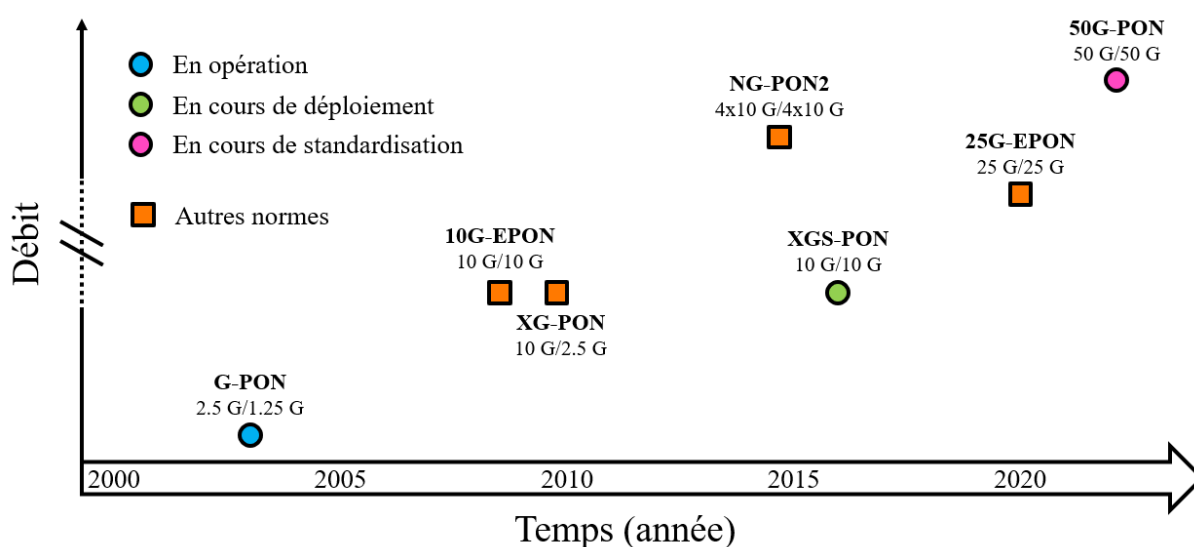 50G-PON
50 G/50 G
En opération
NG-PON2
4x10 G/4x10 G
En cours de déploiement
25G-EPON
25 G/25 G
En cours de standardisation
Autres normes
Débit
10G-EPON
10 G/10 G
XGS-PON
10 G/10 G
XG-PON
10 G/2.5 G
G-PON
2.5 G/1.25 G
2000 2005 2010 2015 2020
Temps (année)